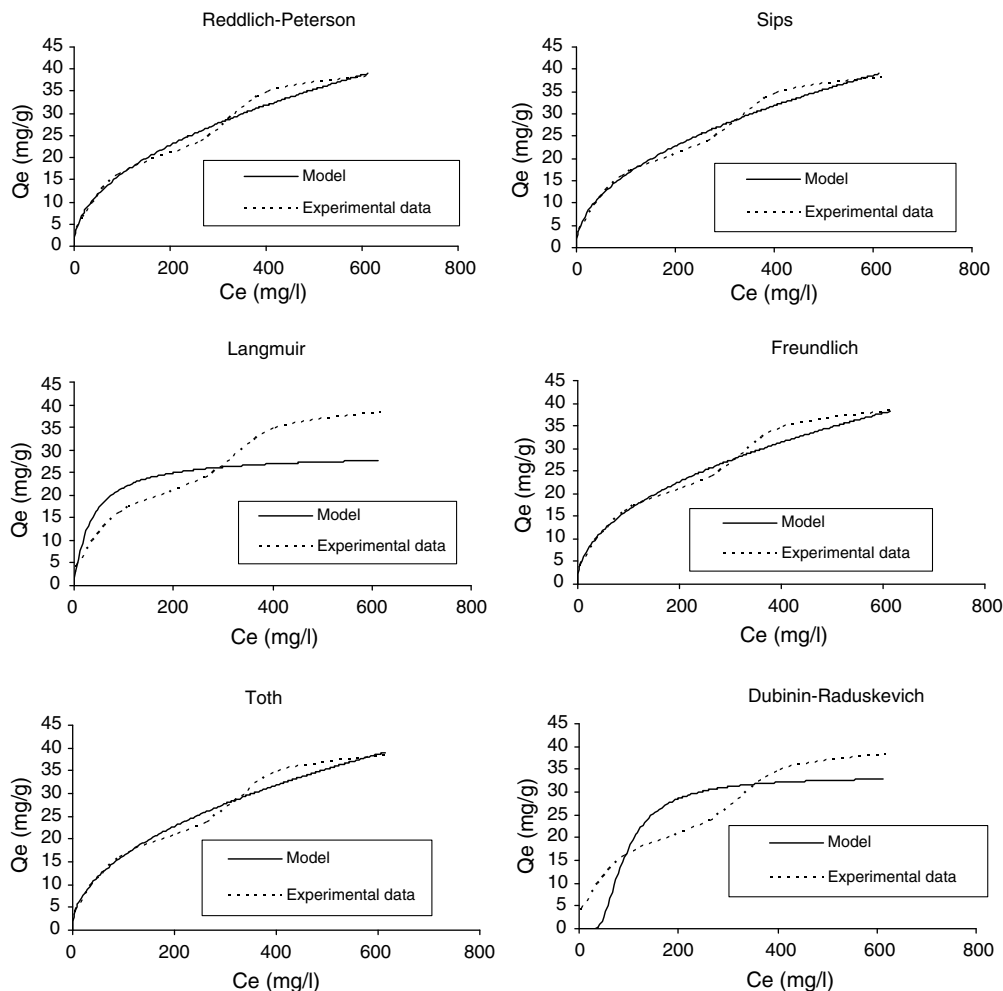 Reddlich-Peterson
45
40
35
30
25
20
15
10
5
0
Qe (mg/g)
Model
Experimental data
0 200 400 600 800
Ce (mg/l)
Sips
45
40
35
30
25
20
15
10
5
0
Qe (mg/g)
Model
Experimental data
0 200 400 600 800
Ce (mg/l)
Langmuir
45
40
35
30
25
20
15
10
5
0
Qe (mg/g)
Model
Experimental data
0 200 400 600 800
Ce (mg/l)
Freundlich
45
40
35
30
25
20
15
10
5
0
Qe (mg/g)
Model
Experimental data
0 200 400 600 800
Ce (mg/l)
Toth
45
40
35
30
25
20
15
10
5
0
Qe (mg/g)
Model
Experimental data
0 200 400 600 800
Ce (mg/l)
Dubinin-Raduskevich
45
40
35
30
25
20
15
10
5
0
Qe (mg/g)
Model
Experimental data
0 200 400 600 800
Ce (mg/l)